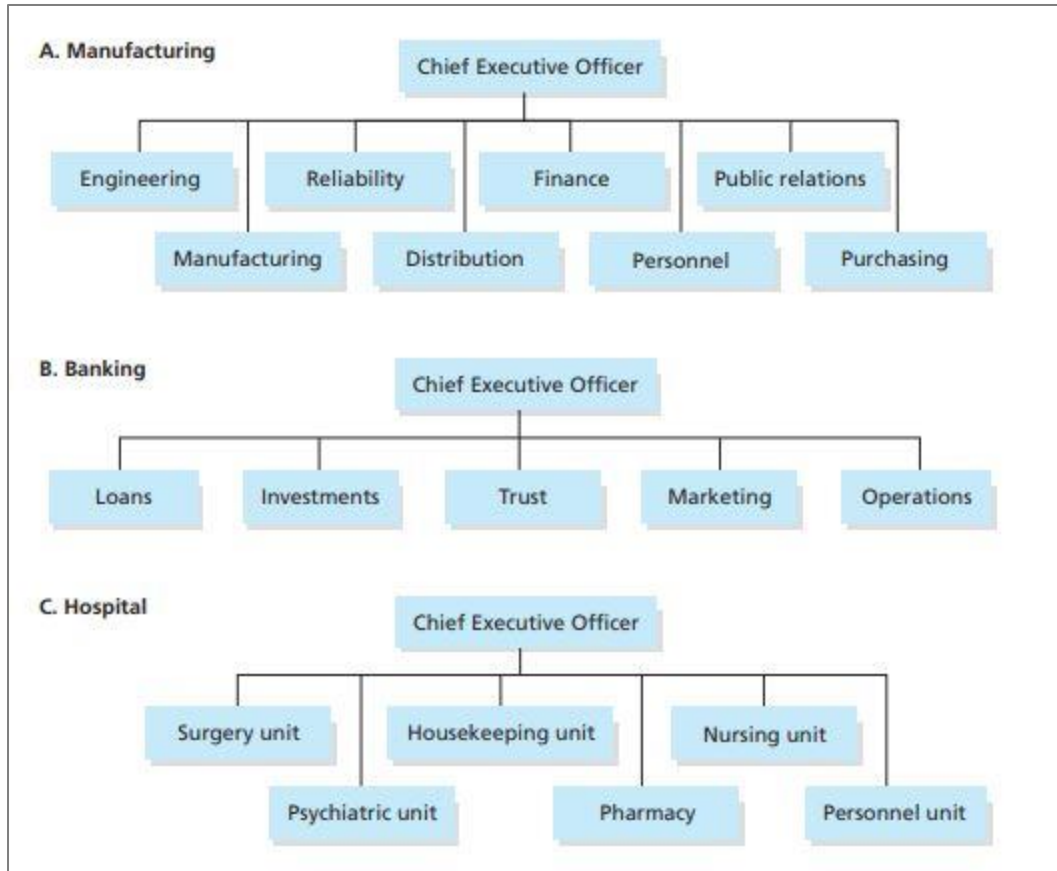 A. Manufacturing
Chief Executive Officer
Engineering
Reliability
Finance
Public relations
Manufacturing
Distribution
Personnel
Purchasing
B. Banking
Chief Executive Officer
Loans
Investments
Trust
Marketing
Operations
C. Hospital
Chief Executive Officer
Surgery unit
Housekeeping unit
Nursing unit
Psychiatric unit
Pharmacy
Personnel unit